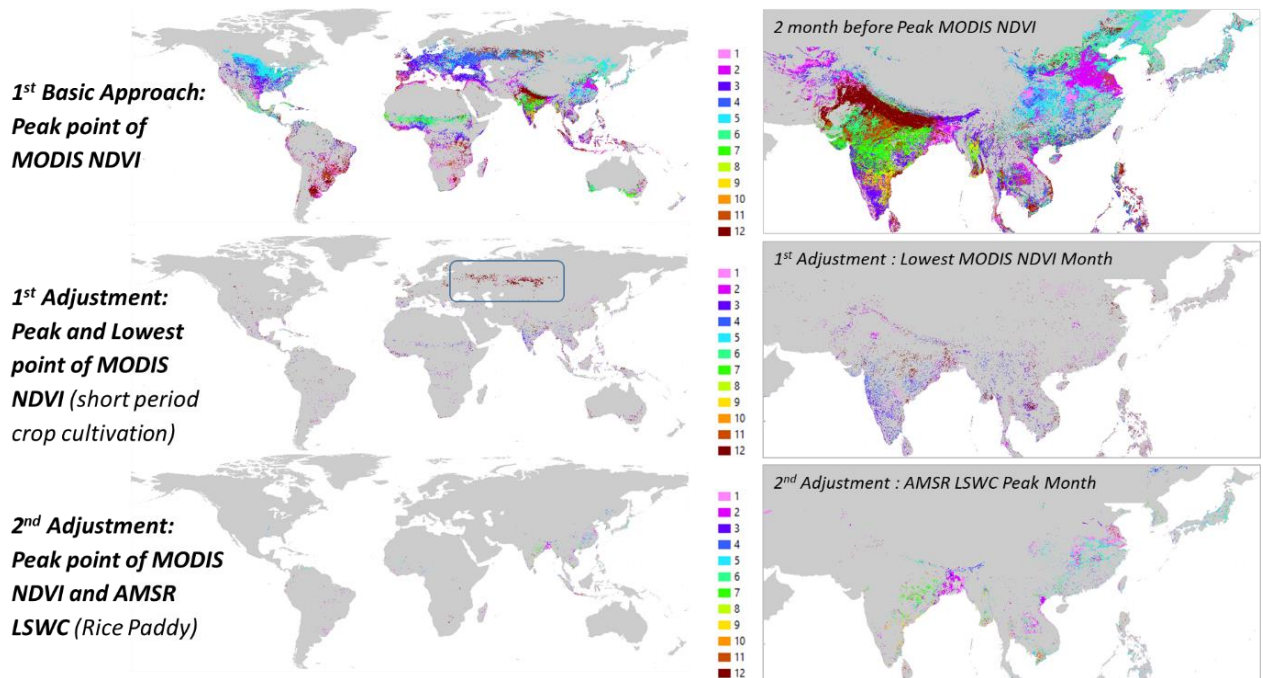 1st Basic Approach:
Peak point of
MODIS NDVI
1
2
3
4
5
6
7
8
9
10
11
12
2 month before Peak MODIS NDVI
1st Adjustment:
Peak and Lowest
point of MODIS
NDVI (short period
crop cultivation)
1
2
3
4
5
6
7
8
9
10
11
12
1st Adjustment : Lowest MODIS NDVI Month
2nd Adjustment:
Peak point of MODIS
NDVI and AMSR
LSWC (Rice Paddy)
1
2
3
4
5
6
7
8
9
10
11
12
2nd Adjustment : AMSR LSWC Peak Month